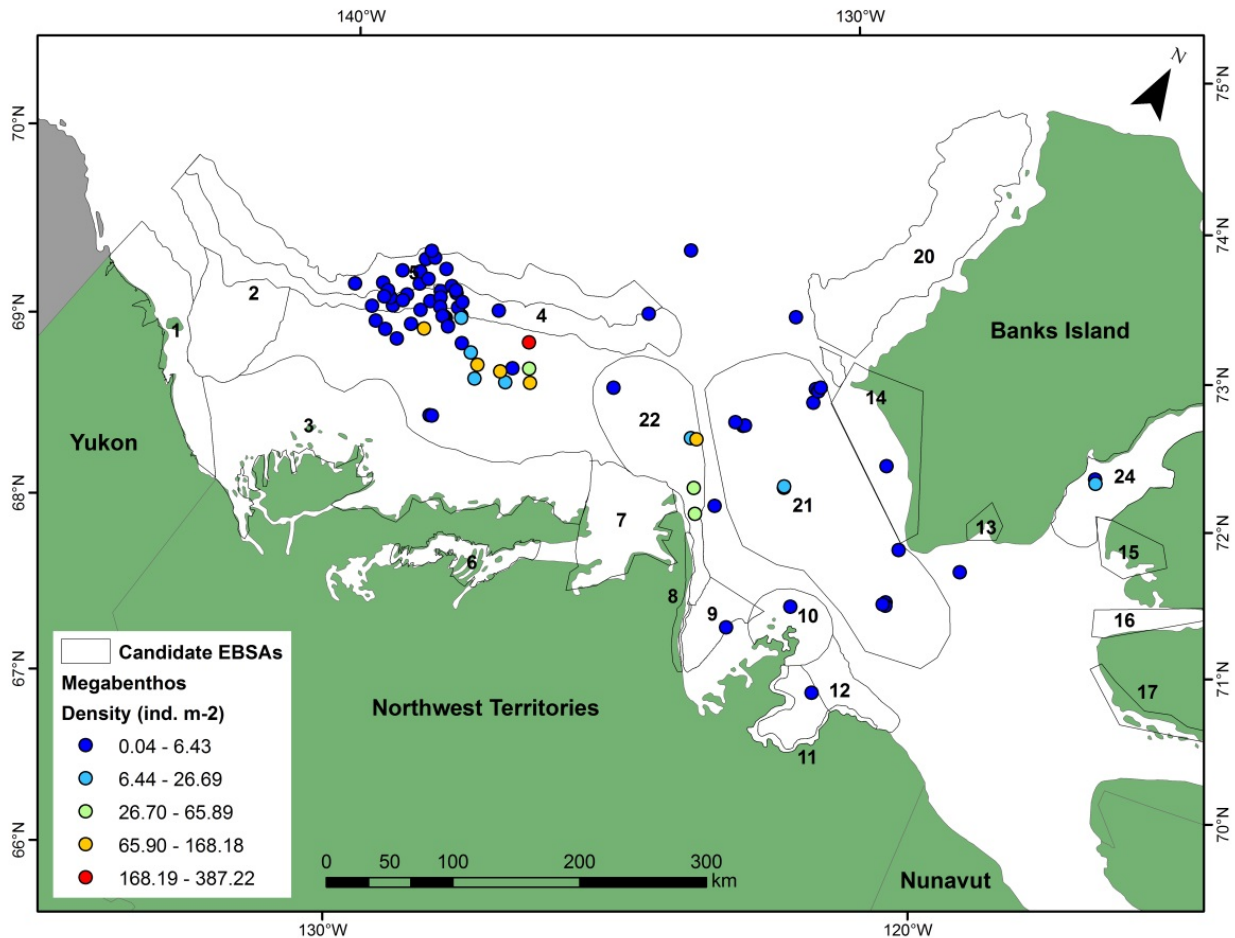 140°W 130°W
N
75°N
70°N
74°N
20
5
2
4
69°N
1
Banks Island
73°N
14
22
3
Yukon
24
68°N
21
7
13
72°N
15
6
8
9
10
16
Candidate EBSAs
Megabenthos
Density (ind. m-2)
0.04 - 6.43
6.44 - 26.69
26.70 - 65.89
65.90 - 168.18
168.19 - 387.22
67°N
12
17
71°N
Northwest Territories
11
66°N
70°N
0 50 100 200 300
km
Nunavut
130°W 120°W